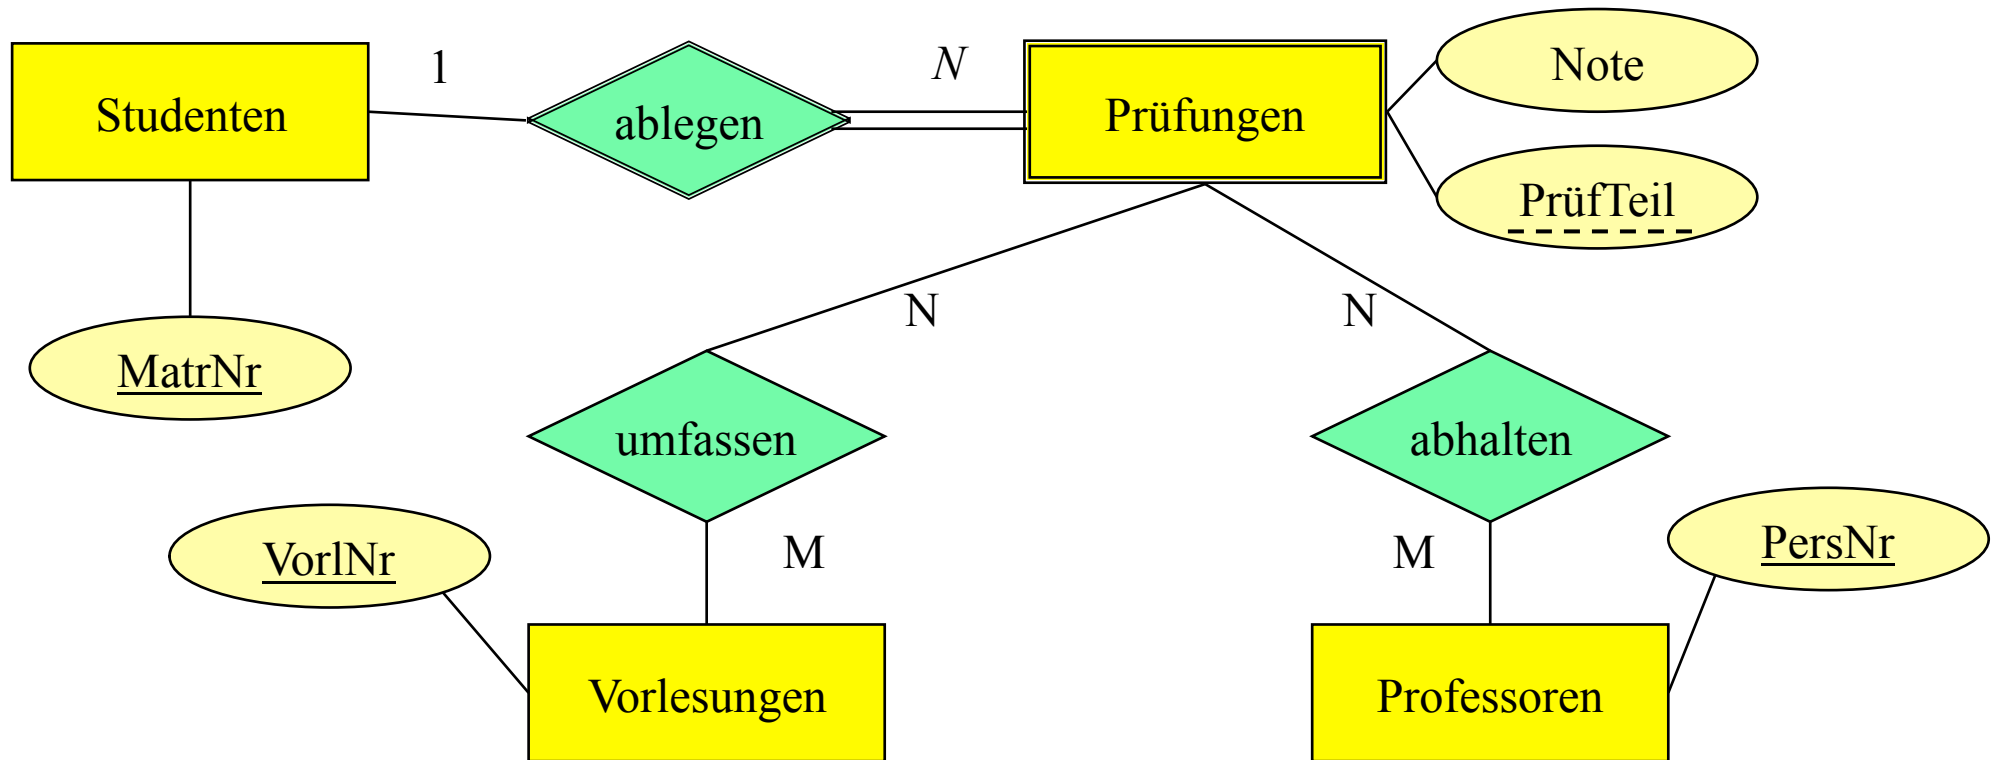 1
N
Note
Studenten
ablegen
Prüfungen
PrüfTeil
N
N
MatrNr
umfassen
abhalten
VorlNr
M
M
PersNr
Vorlesungen
Professoren